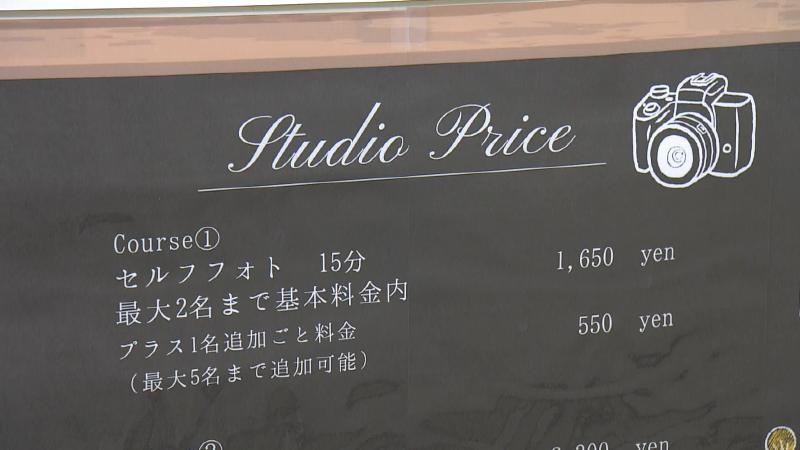 Studio Price
Course①
セルフフォト 15分 1,650 yen
最大2名まで基本料金内
プラス1名追加ごと料金 550 yen
（最大5名まで追加可能）
yen